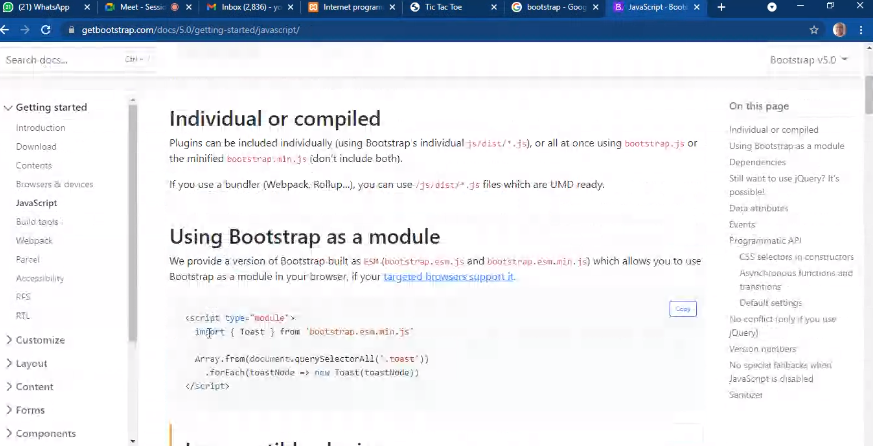 (21) WhatsApp
Meet - Sessi
Inbox (2,836) - y
Internet program
Tic Tac Toe
bootstrap - Goog
JavaScript - Boots
getbootstrap.com/docs/5.0/getting-started/javascript/
Search docs...
Ctrl +
Bootstrap v5.0
Getting started
Introduction
Download
Contents
Browsers & devices
JavaScript
Build tools
Webpack
Parcel
Accessibility
RFS
RTL
Customize
Layout
Content
Forms
Components
Individual or compiled
Plugins can be included individually (using Bootstrap's individual js/dist/*.js), or all at once using bootstrap.js or
the minified bootstrap.min.js (don't include both).
If you use a bundler (Webpack, Rollup...), you can use /js/dist/*.js files which are UMD ready.
Using Bootstrap as a module
We provide a version of Bootstrap built as ESM (bootstrap.esm.js and bootstrap.esm.min.js) which allows you to use
Bootstrap as a module in your browser, if your targeted browsers support it.
Copy
<script type="module">
import { Toast } from 'bootstrap.esm.min.js'
Array.from(document.querySelectorAll('.toast'))
.forEach(toastNode => new Toast(toastNode))
</script>
On this page
Individual or compiled
Using Bootstrap as a module
Dependencies
Still want to use jQuery? It's
possible!
Data attributes
Events
Programmatic API
CSS selectors in constructors
Asynchronous functions and
transitions
Default settings
No conflict (only if you use
jQuery)
Version numbers
No special fallbacks when
JavaScript is disabled
Sanitizer